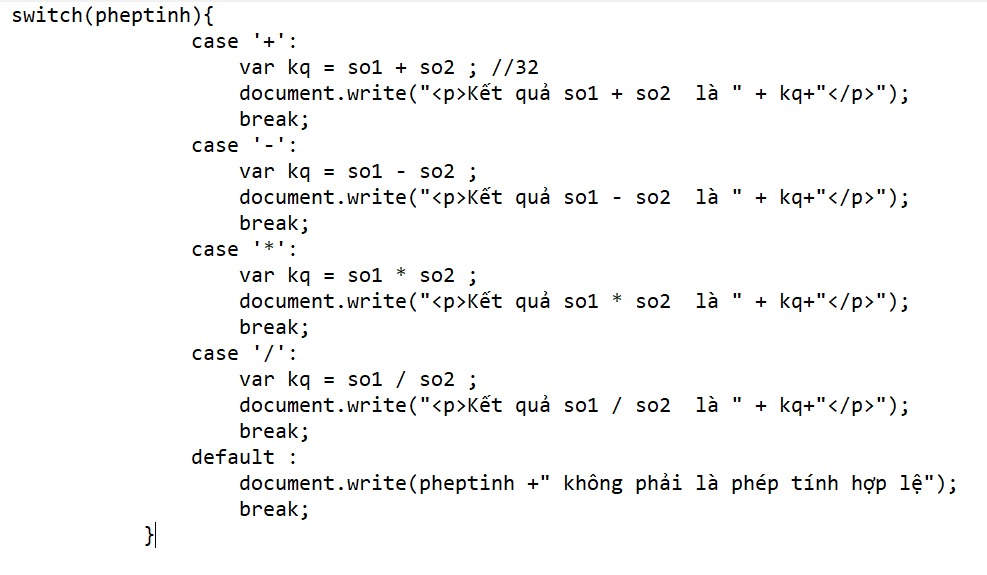 switch(pheptinh){
case '+':
var kq = so1 + so2 ; //32
document.write("<p>Kết quả so1 + so2  là " + kq+"</p>");
break;
case '-':
var kq = so1 - so2 ;
document.write("<p>Kết quả so1 - so2  là " + kq+"</p>");
break;
case '*':
var kq = so1 * so2 ;
document.write("<p>Kết quả so1 * so2  là " + kq+"</p>");
break;
case '/':
var kq = so1 / so2 ;
document.write("<p>Kết quả so1 / so2  là " + kq+"</p>");
break;
default :
document.write(pheptinh +" không phải là phép tính hợp lệ");
break;
}